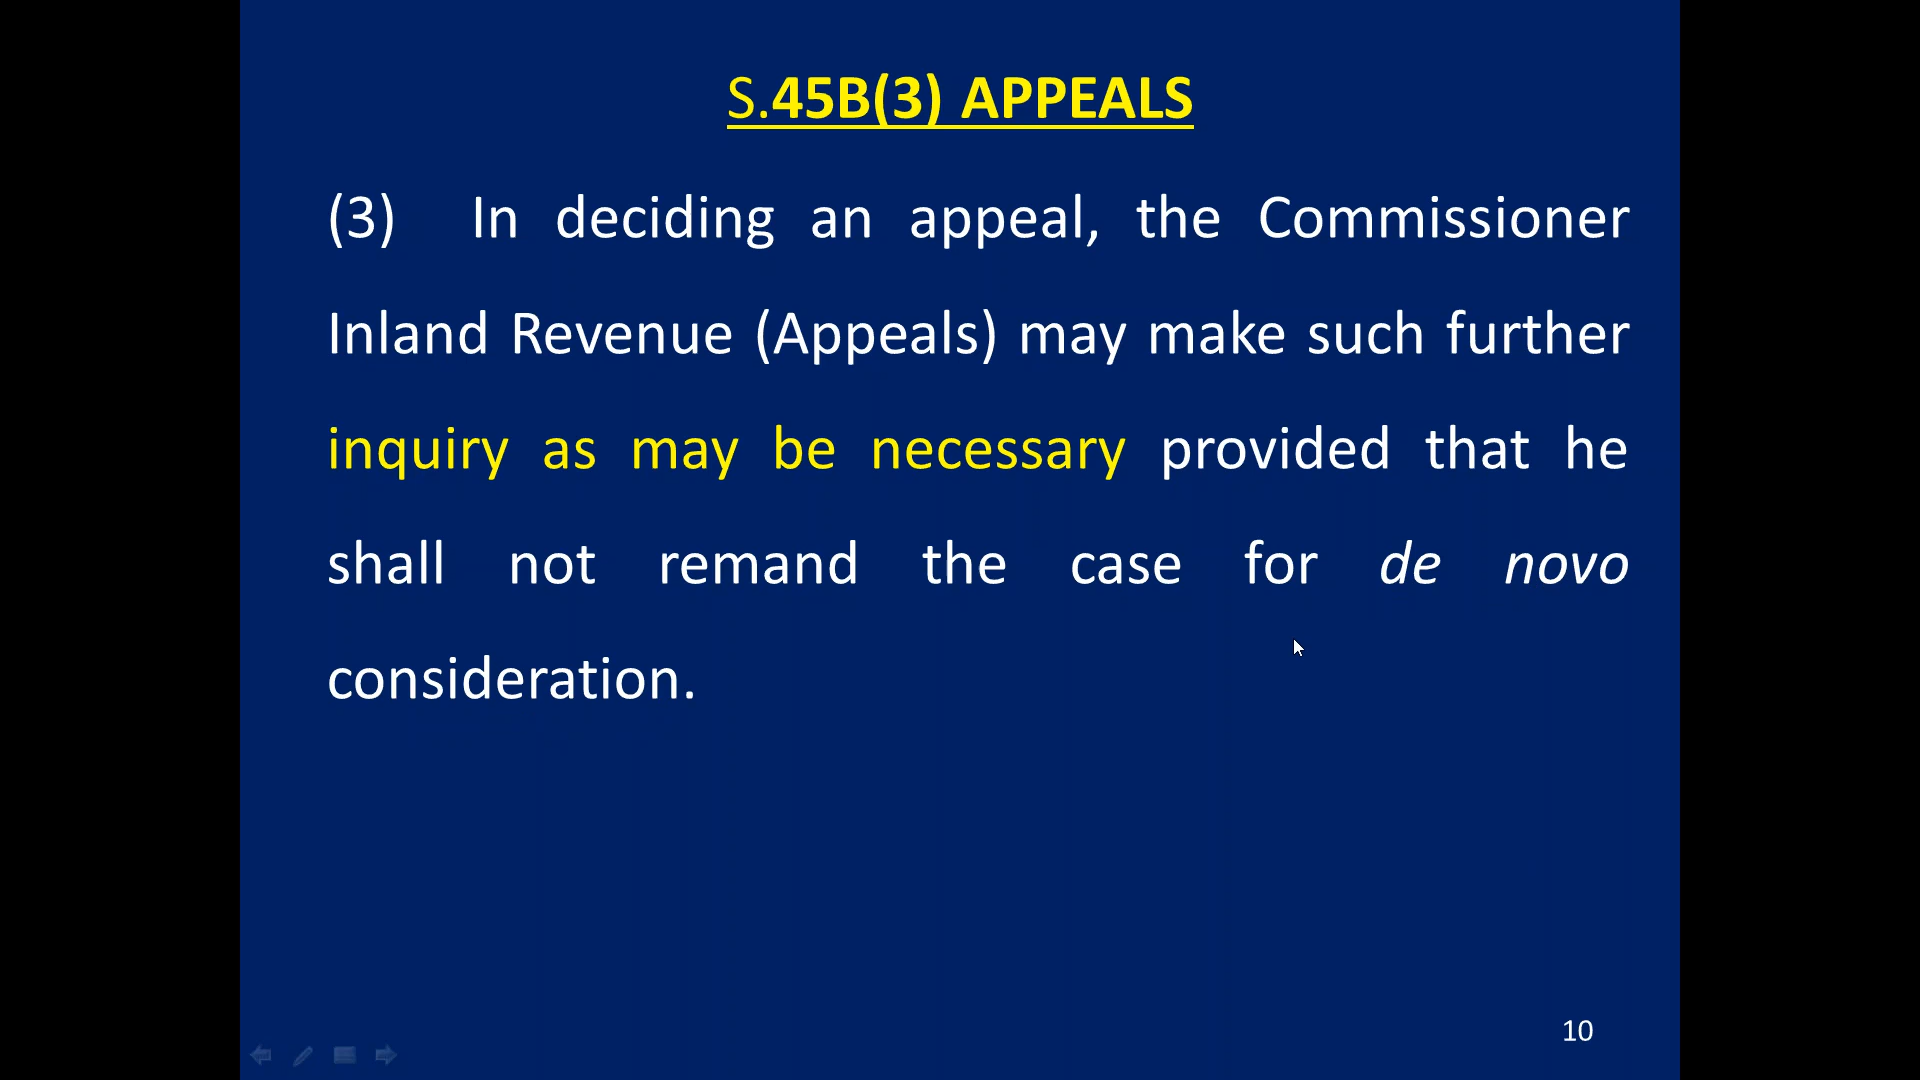 S.45B(3) APPEALS
(3) In deciding an appeal, the Commissioner
Inland Revenue (Appeals) may make such further
inquiry as may be necessary provided that he
shall not remand the case for de novo
consideration.
10